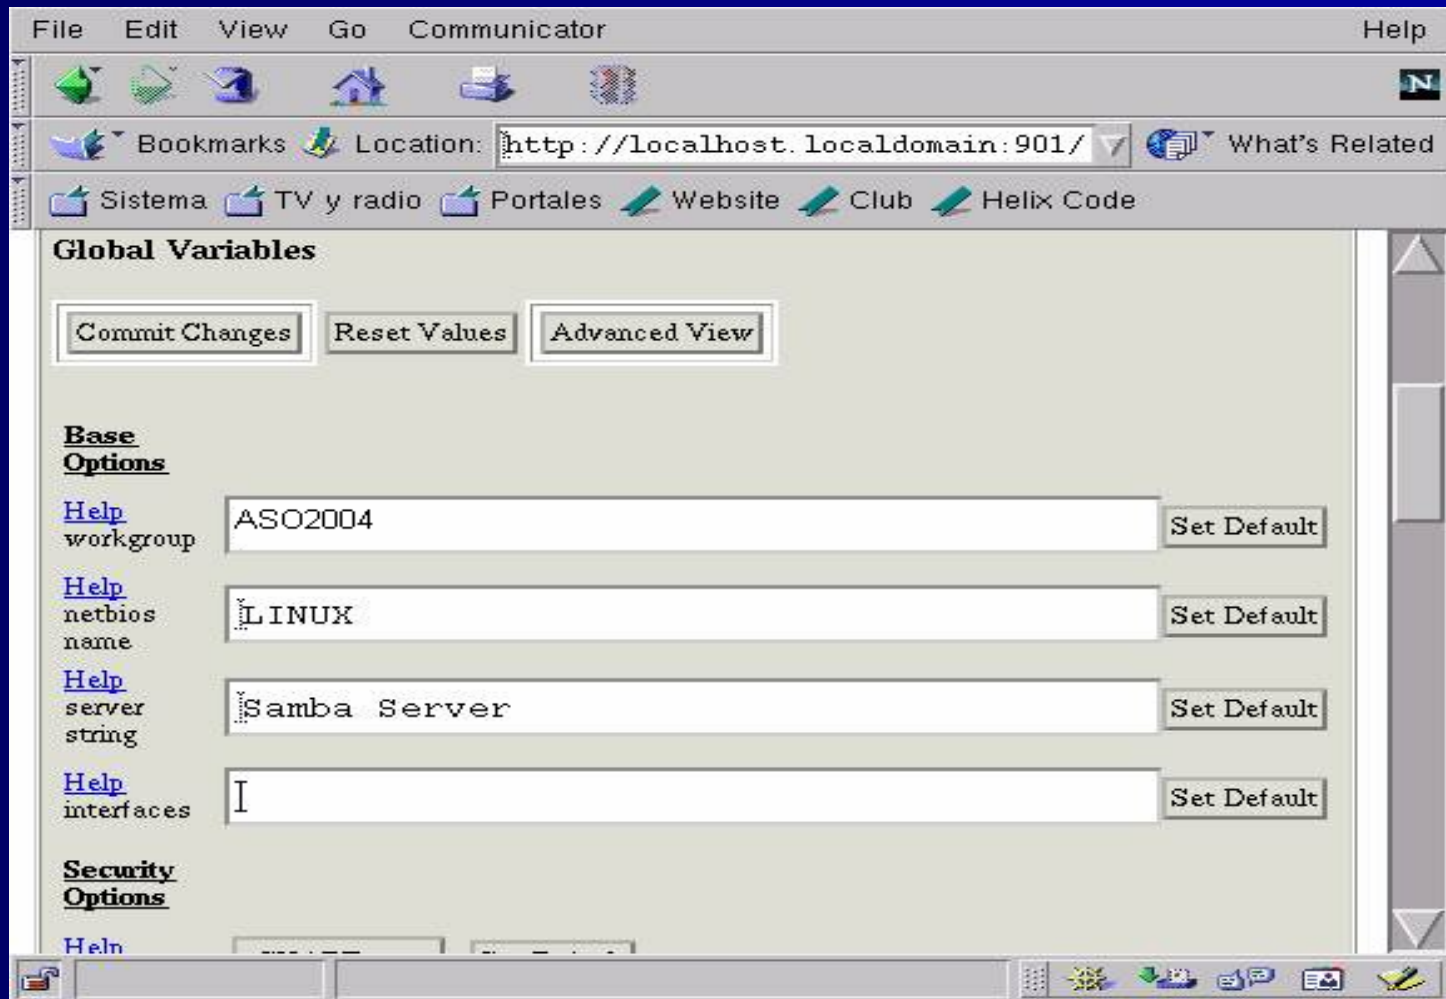 File Edit View Go Communicator Help
N
Bookmarks Location: http://localhost.localdomain:901/ What's Related
Sistema TV y radio Portales Website Club Helix Code
Global Variables
Commit Changes Reset Values Advanced View
Base
Options
Help
workgroup
ASO2004
Set Default
Help
netbios
name
LINUX
Set Default
Help
server
string
Samba Server
Set Default
Help
interfaces
Set Default
Security
Options
Help